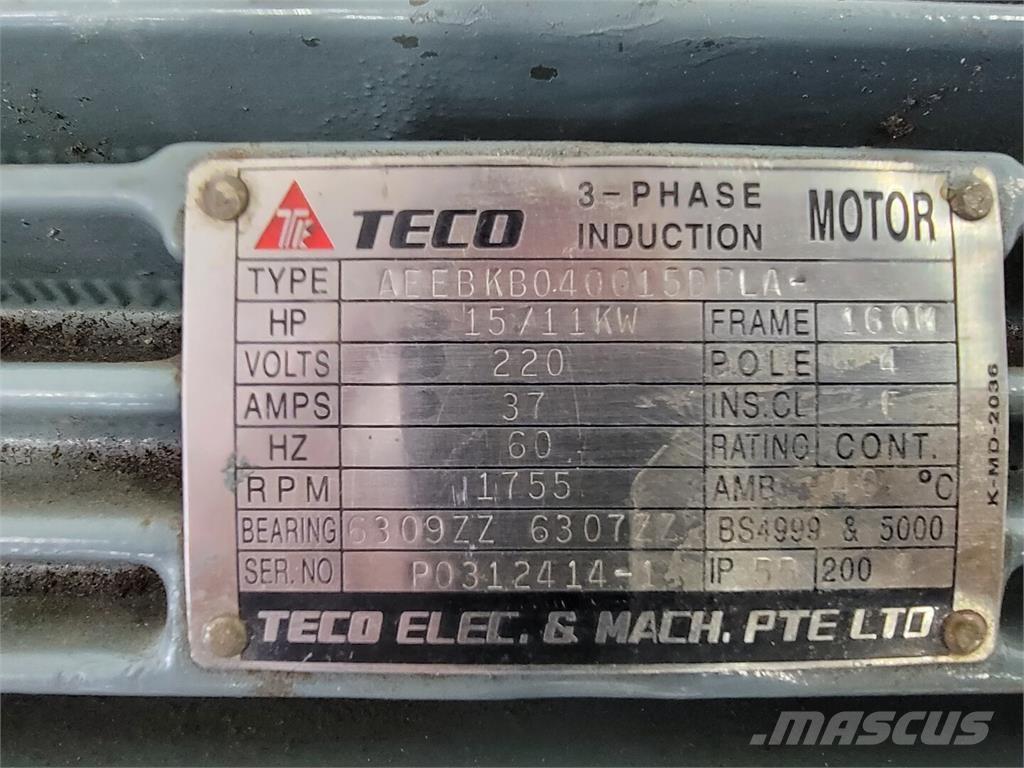 TECO 3-PHASE INDUCTION MOTOR
TYPE
HP 15/11KW FRAME 160M
VOLTS 220 POLE 4
AMPS 37 INS.CL F
HZ 60 RATING CONT.
RPM 1755 AMB °C
BEARING 6309ZZ 6307ZZ BS4999 & 5000
SER.NO IP 200
TECO ELEC. & MACH. PTE LTD
K-MD-2036
MASCUS